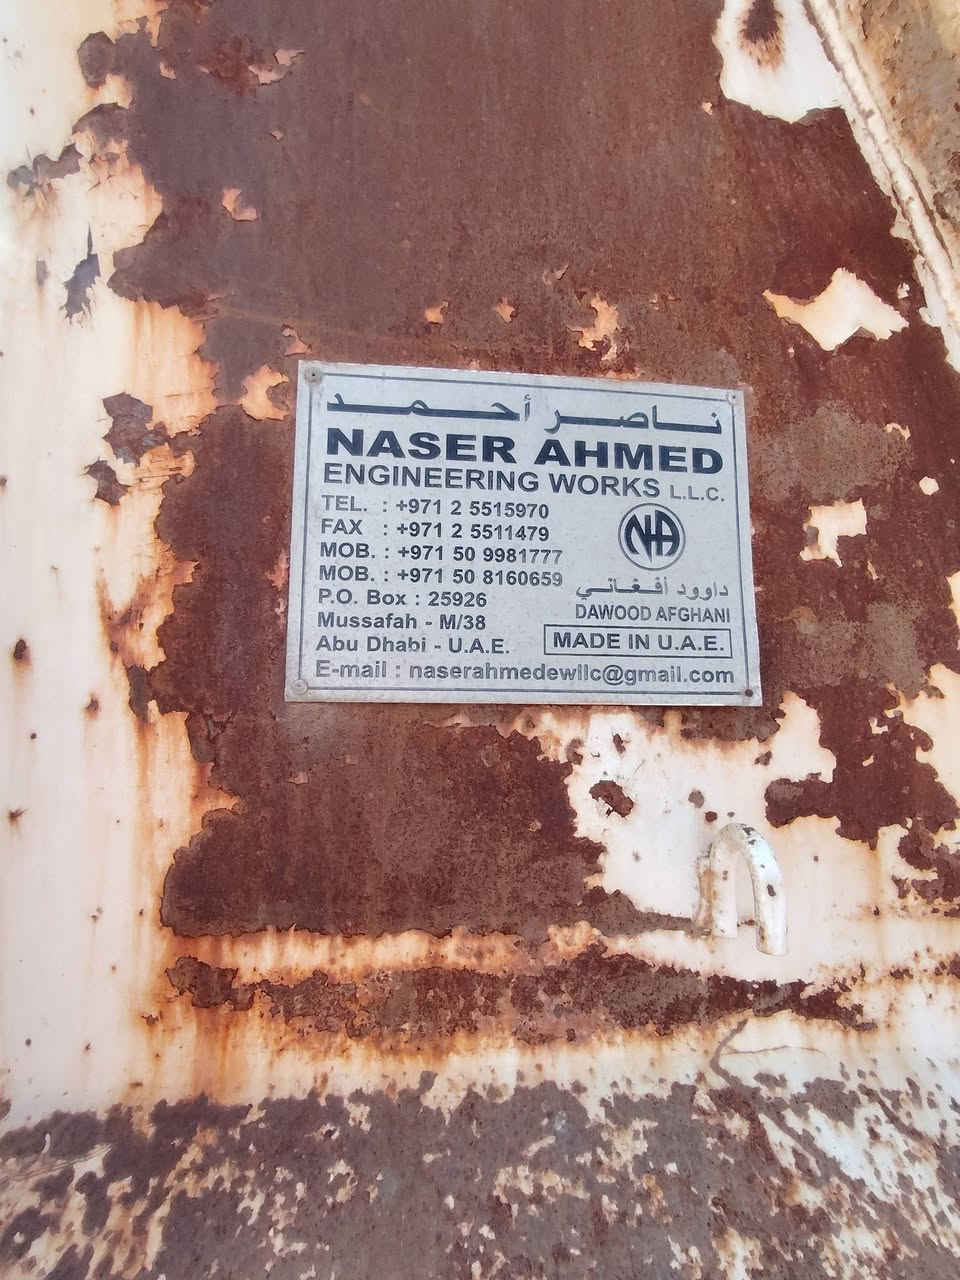 ناصر أحمد
NASER AHMED
ENGINEERING WORKS L.L.C.
TEL. : +971 2 5515970
FAX : +971 2 5511479
MOB. : +971 50 9981777
MOB. : +971 50 8160659
P.O. Box : 25926
Mussafah - M/38
Abu Dhabi - U.A.E.
E-mail : naserahmedewllc@gmail.com
NA
داوود أفغاني
DAWOOD AFGHANI
MADE IN U.A.E.